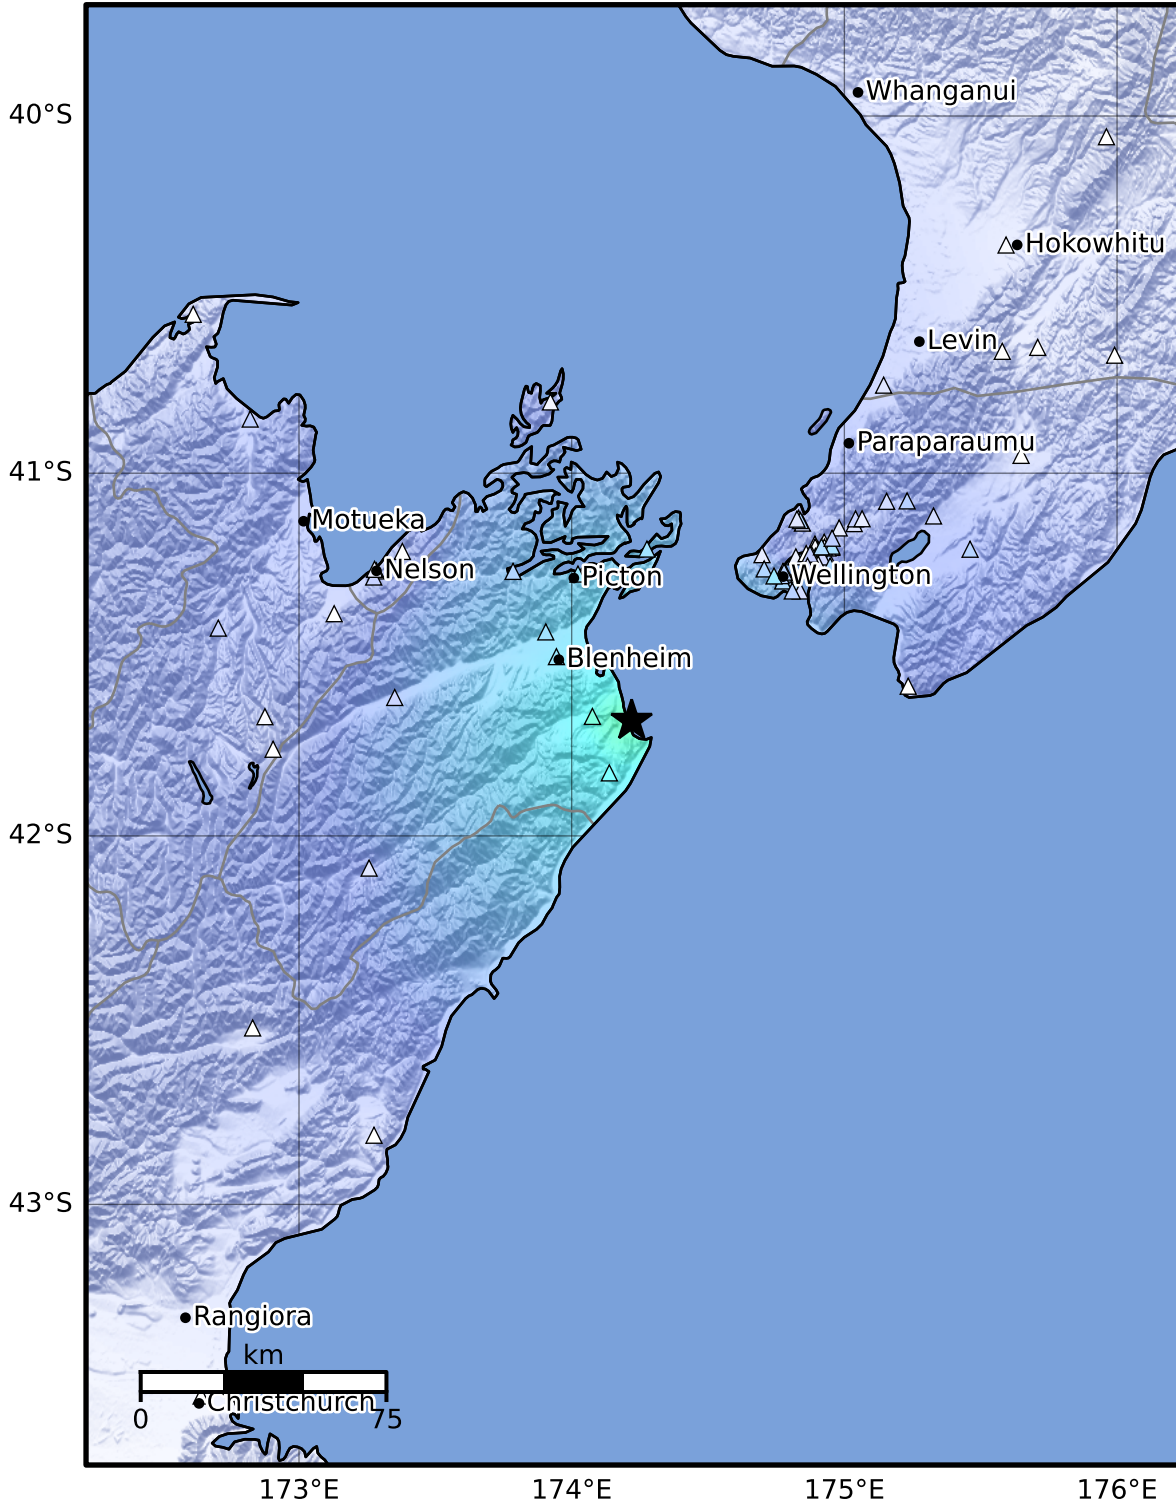 Whanganui
40°S
Hokowhitu
Levin
Paraparaumu
41°S
Motueka
Nelson
Picton
Wellington
Blenheim
42°S
43°S
Rangiora
km
Christchurch
0
75
173°E
174°E
175°E
176°E